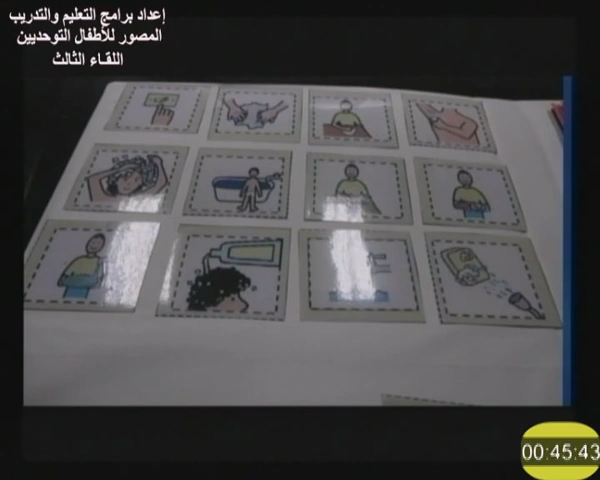 إعداد برامج التعليم والتدريب
المصور للأطفال التوحديين
اللقاء الثالث
00:45:43